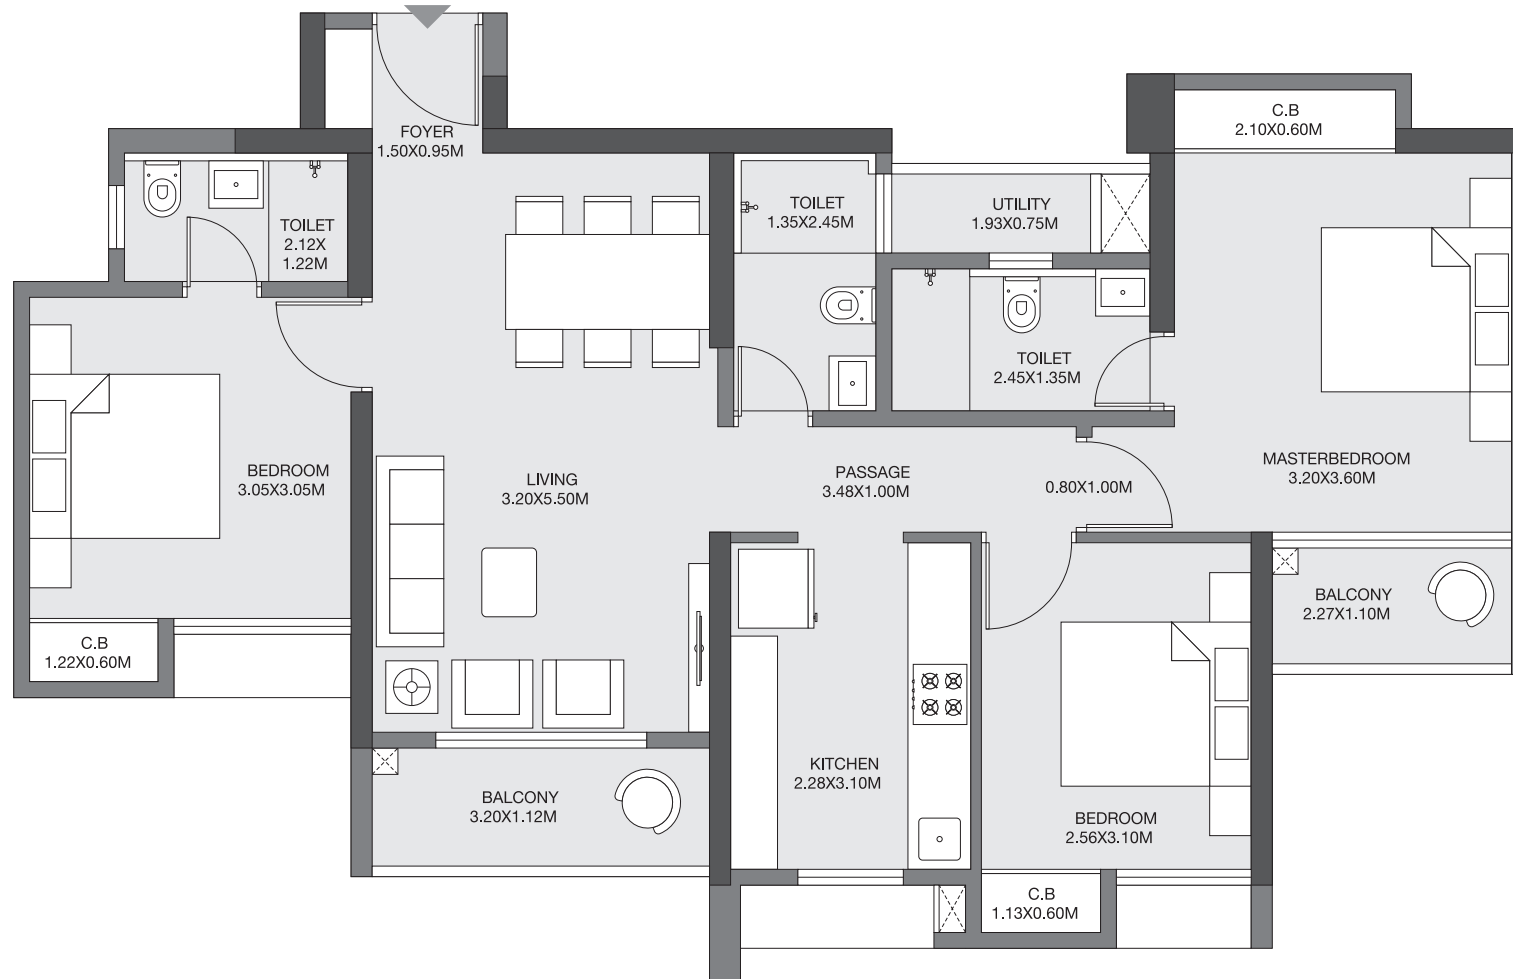 FOYER
1.50X0.95M
C.B
2.10X0.60M
TOILET
2.12X
1.22M
TOILET
1.35X2.45M
UTILITY
1.93X0.75M
TOILET
2.45X1.35M
BEDROOM
3.05X3.05M
LIVING
3.20X5.50M
PASSAGE
3.48X1.00M
0.80X1.00M
MASTERBEDROOM
3.20X3.60M
BALCONY
2.27X1.10M
C.B
1.22X0.60M
BALCONY
3.20X1.12M
KITCHEN
2.28X3.10M
BEDROOM
2.56X3.10M
C.B
1.13X0.60M